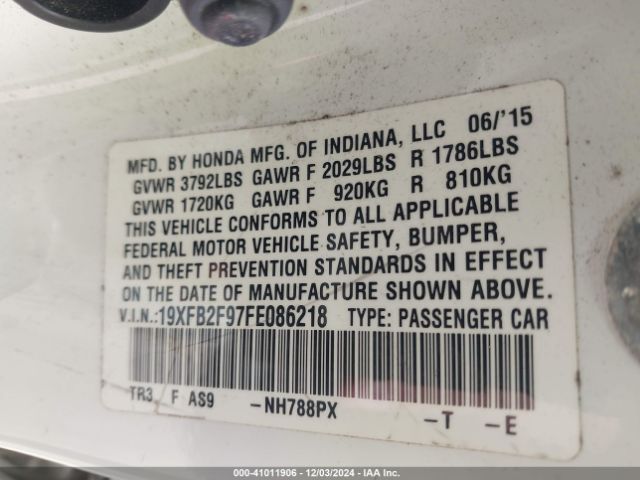 MFD. BY HONDA MFG. OF INDIANA, LLC 06/'15
GVWR 3792LBS GAWR F 2029LBS R 1786LBS
GVWR 1720KG GAWR F 920KG R 810KG
THIS VEHICLE CONFORMS TO ALL APPLICABLE
FEDERAL MOTOR VEHICLE SAFETY, BUMPER,
AND THEFT PREVENTION STANDARDS IN EFFECT
ON THE DATE OF MANUFACTURE SHOWN ABOVE.
V.I.N.:19XFB2F97FE086218 TYPE: PASSENGER CAR
TR3 F AS9 -NH788PX -T -E
000-41011906 • 12/03/2024 • IAA Inc.